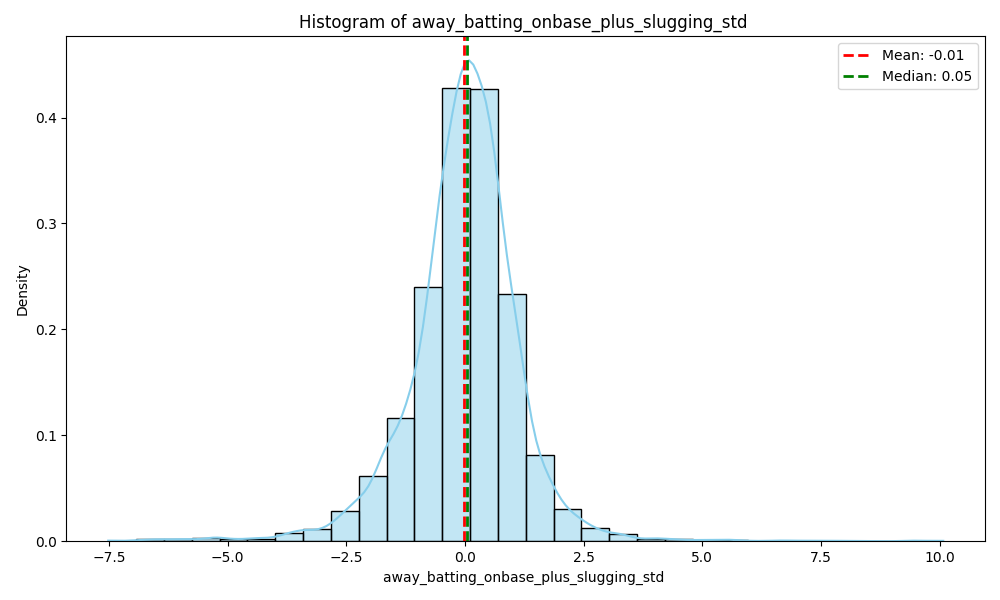 Histogram of away_batting_onbase_plus_slugging_std
Mean: -0.01
Median: 0.05
Density
0.4
0.3
0.2
0.1
0.0
−7.5 −5.0 −2.5 0.0 2.5 5.0 7.5 10.0
away_batting_onbase_plus_slugging_std